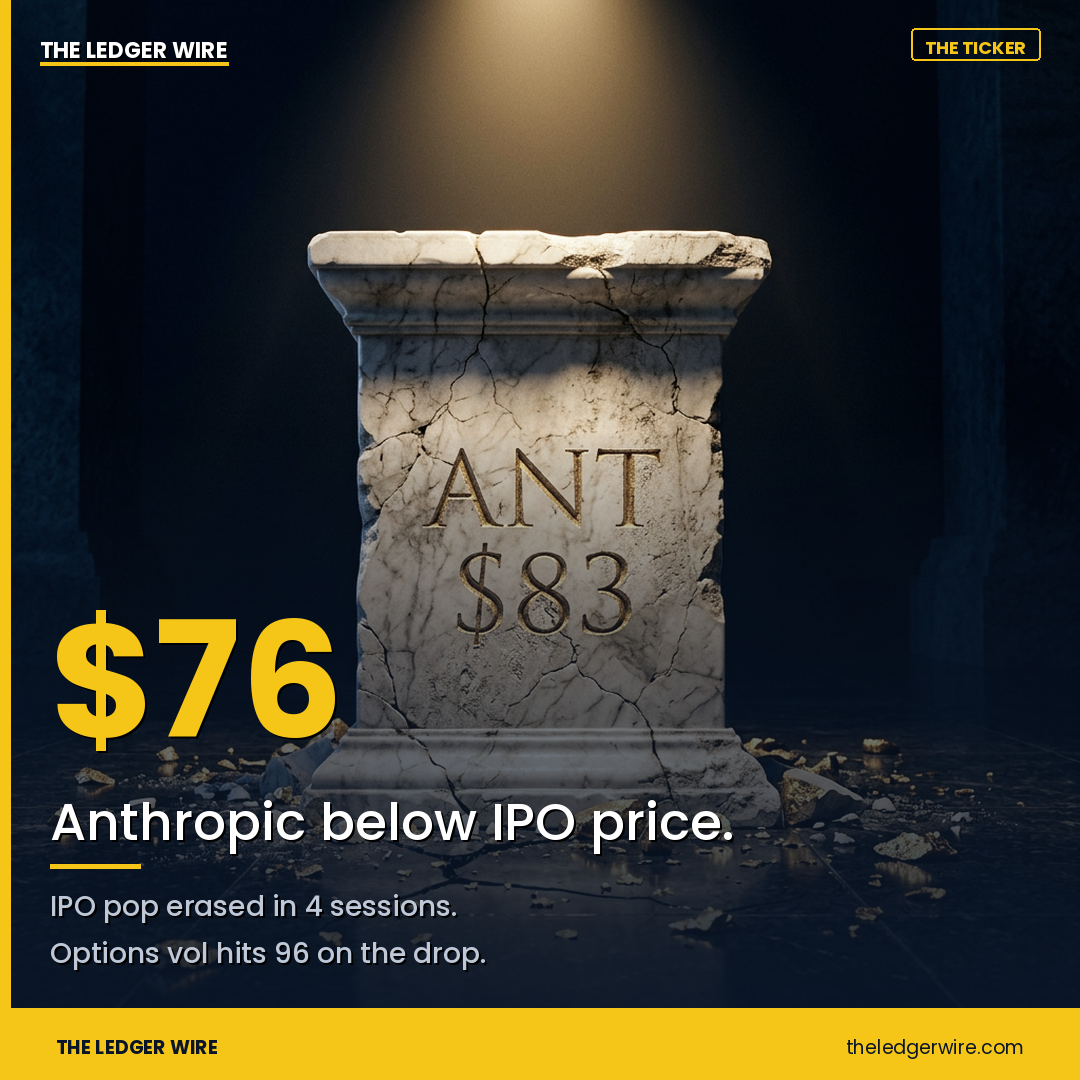 THE LEDGER WIRE
THE TICKER
ANT
$83
$76
Anthropic below IPO price.
IPO pop erased in 4 sessions.
Options vol hits 96 on the drop.
THE LEDGER WIRE
theledgerwire.com